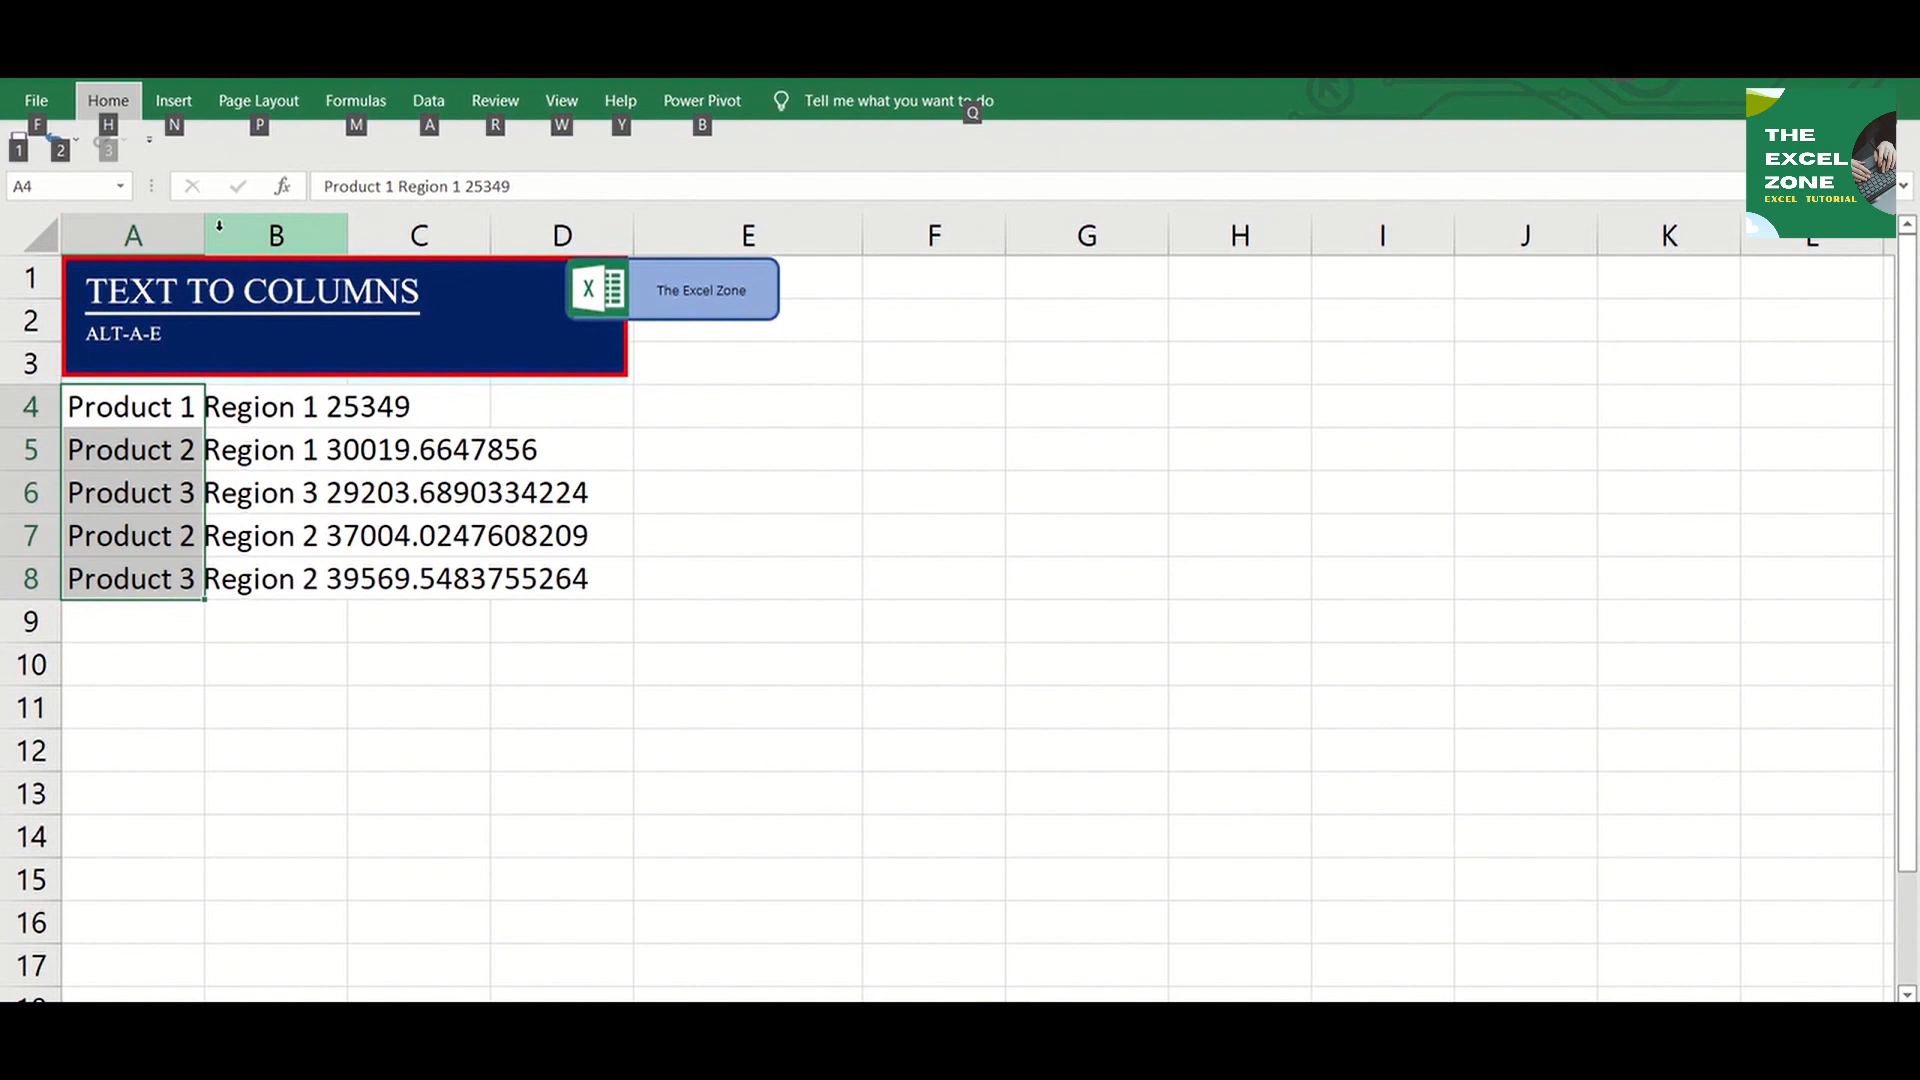 File Home Insert Page Layout Formulas Data Review View Help Power Pivot Tell me what you want to do
F H N P M A R W Y B Q
1 2 3
THE
EXCEL
ZONE
EXCEL TUTORIAL
A4 fx Product 1 Region 1 25349
A B C D E F G H I J K L
1 TEXT TO COLUMNS The Excel Zone
2 ALT-A-E
3
4 Product 1 Region 1 25349
5 Product 2 Region 1 30019.6647856
6 Product 3 Region 3 29203.6890334224
7 Product 2 Region 2 37004.0247608209
8 Product 3 Region 2 39569.5483755264
9
10
11
12
13
14
15
16
17